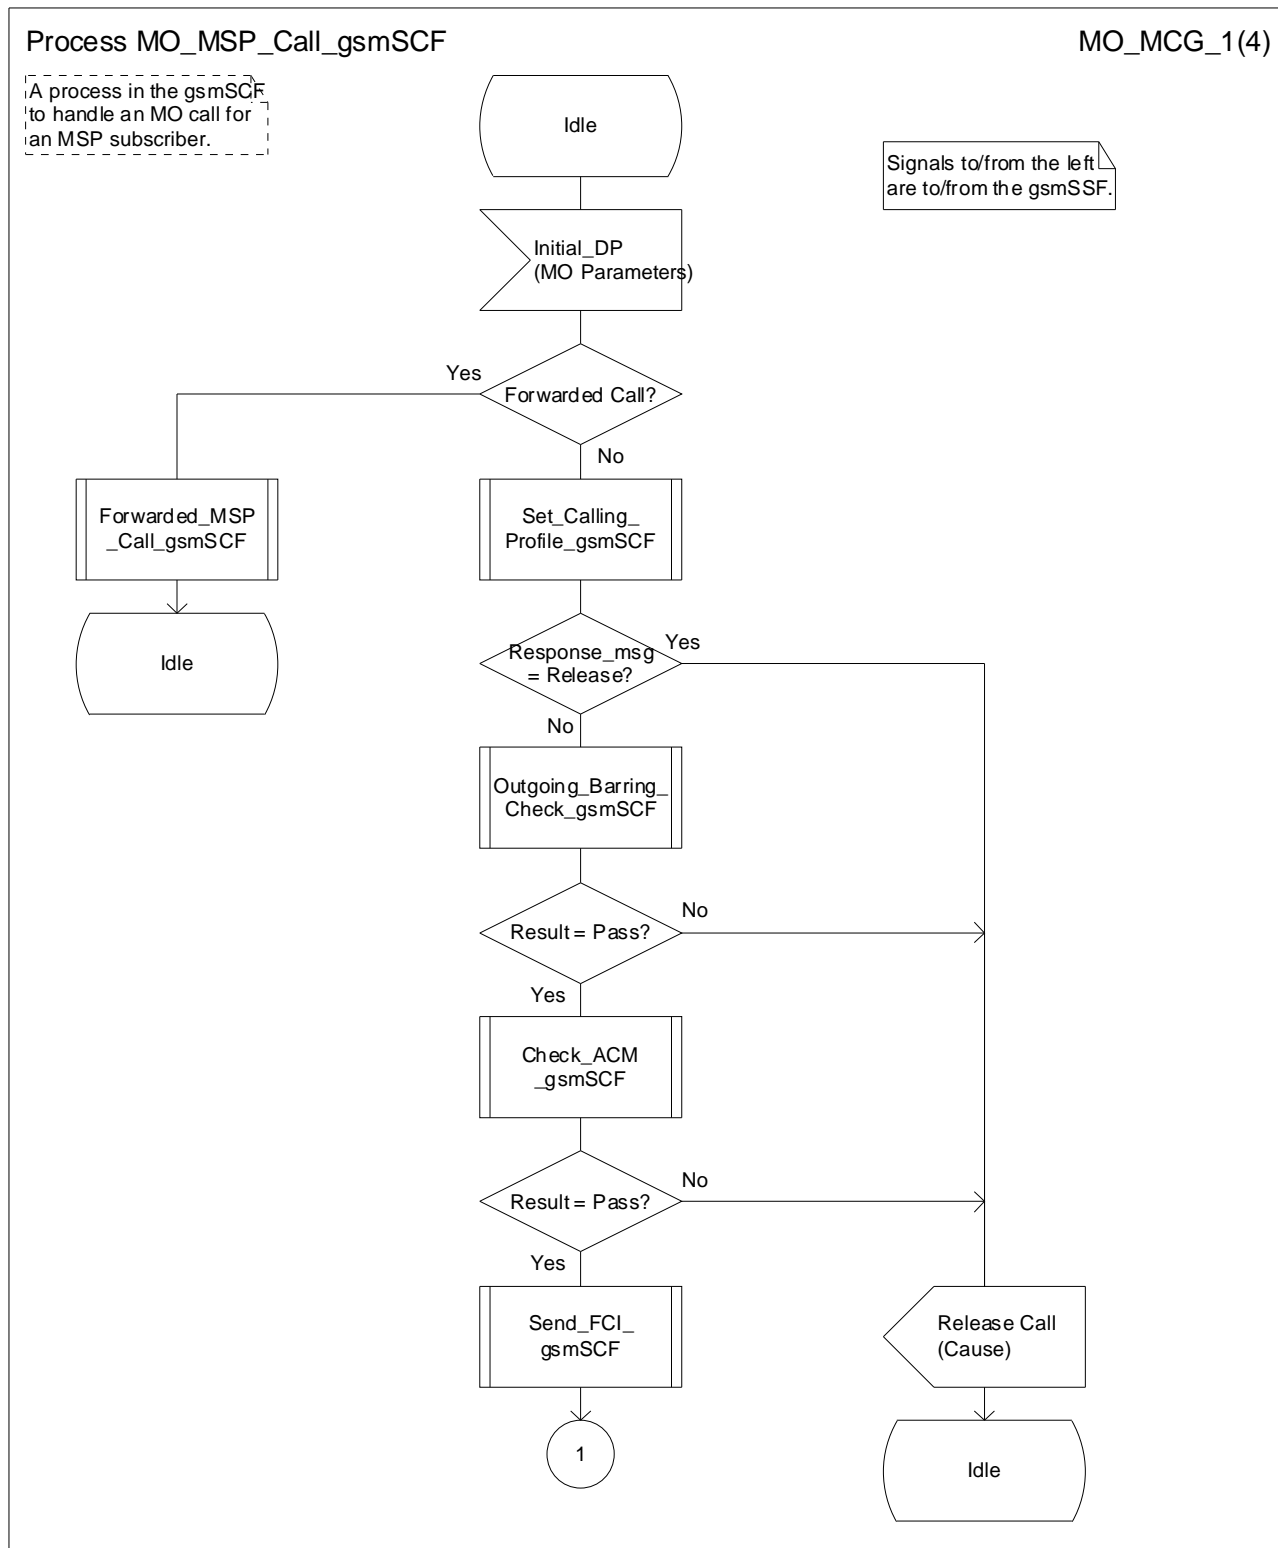 Process MO_MSP_Call_gsmSCF
MO_MCG_1(4)
A process in the gsmSCF
to handle an MO call for
an MSP subscriber.
Idle
Signals to/from the left
are to/from the gsmSSF.
Initial_DP
(MO Parameters)
Yes
Forwarded Call?
No
Forwarded_MSP
_Call_gsmSCF
Set_Calling_
Profile_gsmSCF
Idle
Response_msg
= Release?
Yes
No
Outgoing_Barring_
Check_gsmSCF
Result = Pass?
No
Yes
Check_ACM
_gsmSCF
Result = Pass?
No
Yes
Send_FCI_
gsmSCF
Release Call
(Cause)
1
Idle